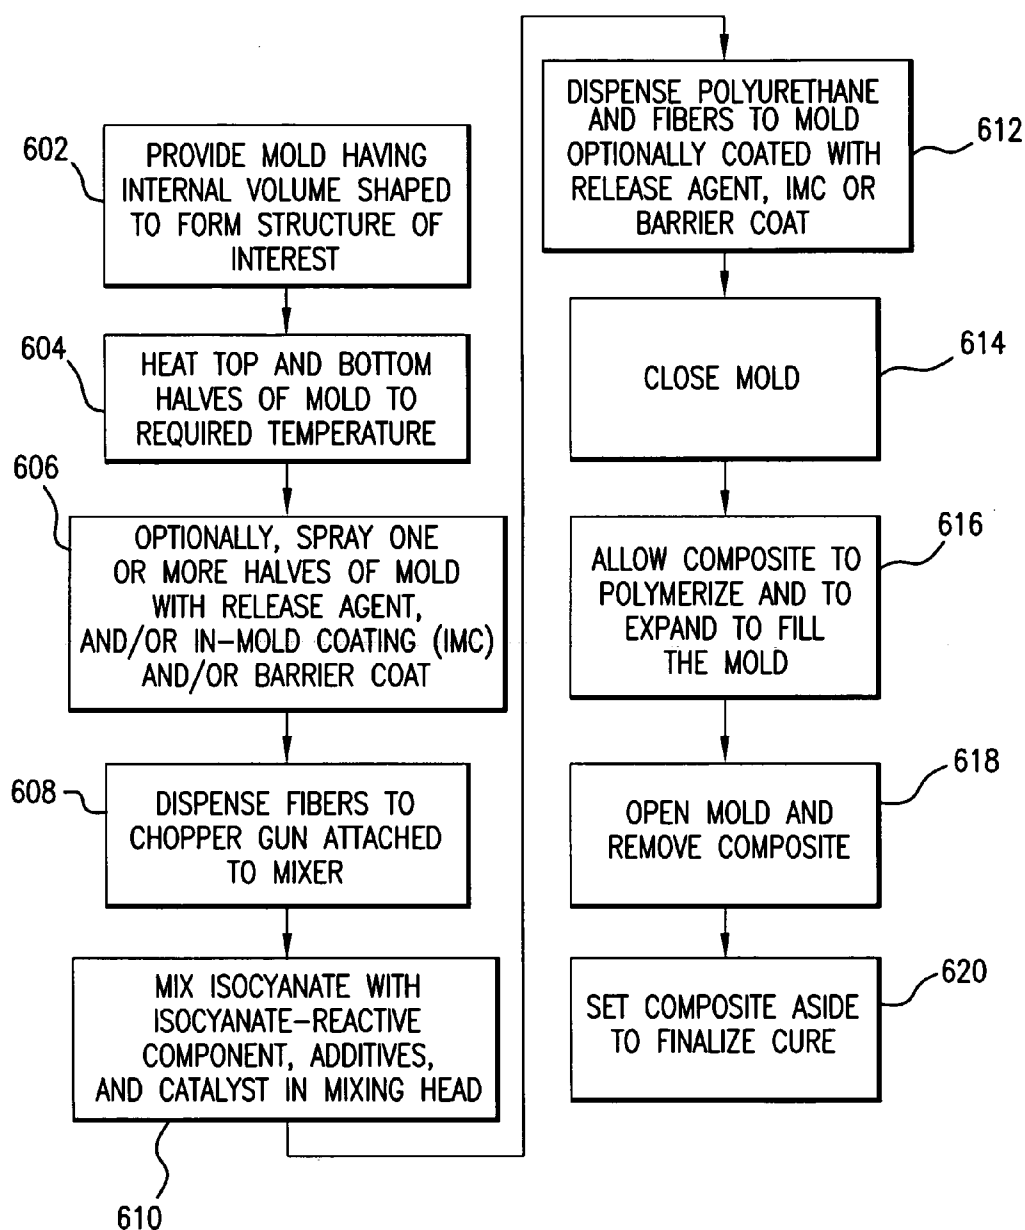 602
PROVIDE MOLD HAVING
INTERNAL VOLUME SHAPED
TO FORM STRUCTURE OF
INTEREST
604
HEAT TOP AND BOTTOM
HALVES OF MOLD TO
REQUIRED TEMPERATURE
606
OPTIONALLY, SPRAY ONE
OR MORE HALVES OF MOLD
WITH RELEASE AGENT,
AND/OR IN-MOLD COATING (IMC)
AND/OR BARRIER COAT
608
DISPENSE FIBERS TO
CHOPPER GUN ATTACHED
TO MIXER
MIX ISOCYANATE WITH
ISOCYANATE-REACTIVE
COMPONENT, ADDITIVES,
AND CATALYST IN MIXING HEAD
610
DISPENSE POLYURETHANE
AND FIBERS TO MOLD
OPTIONALLY COATED WITH
RELEASE AGENT, IMC OR
BARRIER COAT
612
CLOSE MOLD
614
ALLOW COMPOSITE TO
POLYMERIZE AND TO
EXPAND TO FILL
THE MOLD
616
OPEN MOLD AND
REMOVE COMPOSITE
618
SET COMPOSITE ASIDE
TO FINALIZE CURE
620